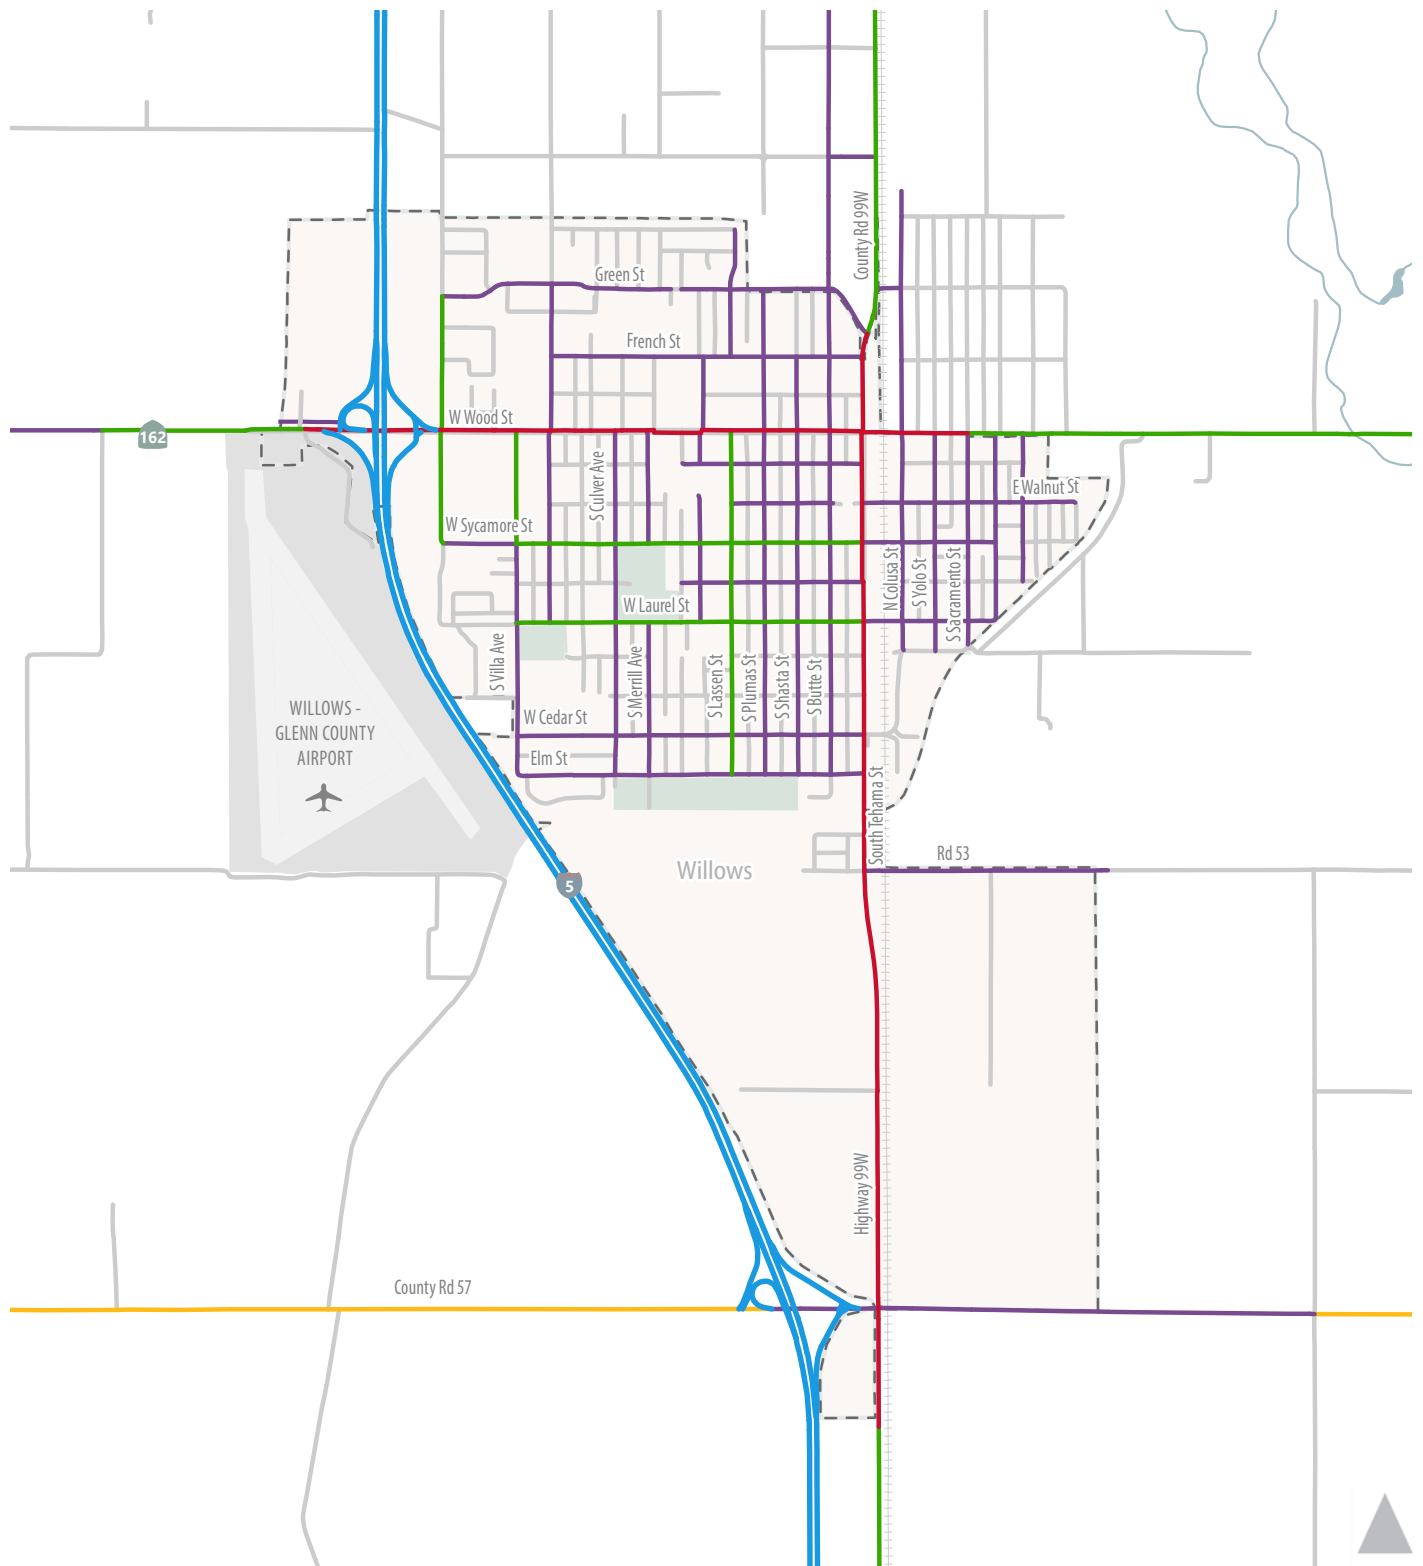 County Rd 99W
Green St
French St
W Wood St
162
S Culver Ave
E Walnut St
W Sycamore St
N Colusa St
S Yolo St
S Sacramento St
W Laurel St
S Villa Ave
S Merrill Ave
S Lassen St
S Plumas St
S Shasta St
S Butte St
W Cedar St
WILLOWS -
GLENN COUNTY
AIRPORT
Elm St
South Tehama St
Rd 53
Willows
5
Highway 99W
County Rd 57